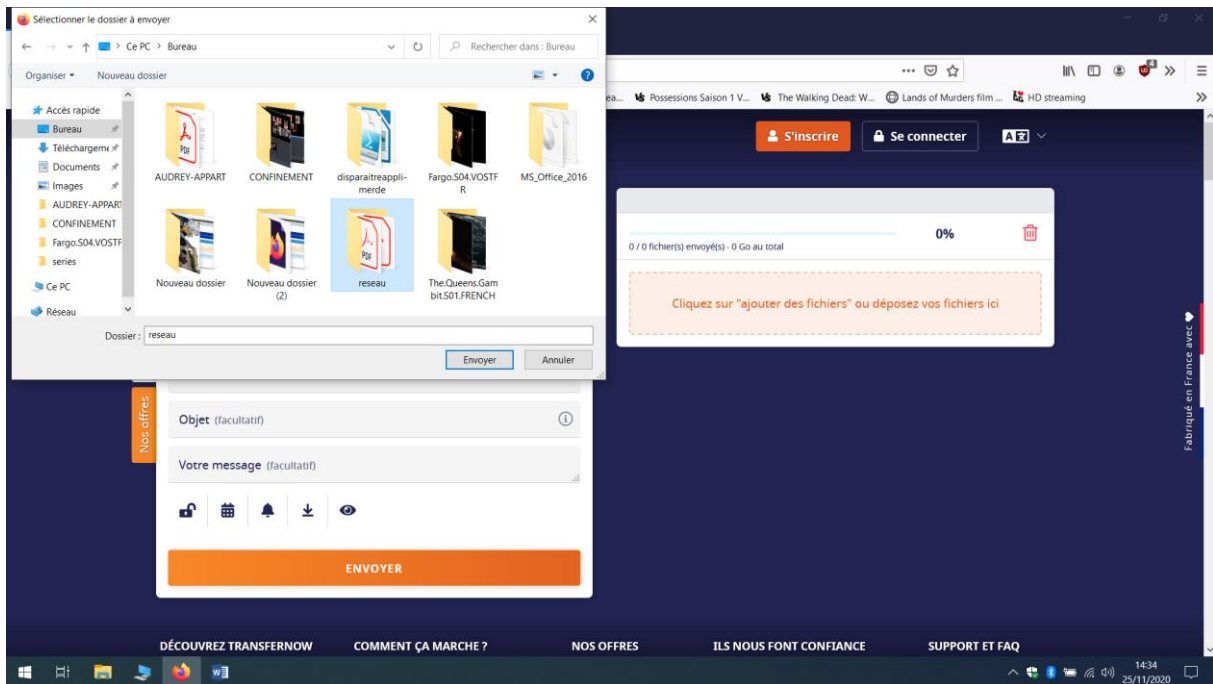 Sélectionner le dossier à envoyer
Ce PC > Bureau
Rechercher dans : Bureau
Organiser
Nouveau dossier
Accès rapide
Bureau
Téléchargeme
Documents
Images
AUDREY-APPART
CONFINEMENT
Fargo.S04.VOSTF
series
Ce PC
Réseau
PDF
AUDREY-APPART
CONFINEMENT
disparaitreappli-
merde
Fargo.S04.VOSTF
R
MS_Office_2016
Nouveau dossier
Nouveau dossier
(2)
PDF
reseau
The.Queens.Gam
bit.S01.FRENCH
Dossier : reseau
Envoyer
Annuler
ea...
Possessions Saison 1 V...
The Walking Dead: W...
Lands of Murders film ...
HD streaming
4
S'inscrire
Se connecter
0 / 0 fichier(s) envoyé(s) - 0 Go au total
0%
Cliquez sur "ajouter des fichiers" ou déposez vos fichiers ici
Fabriqué en France avec
Nos offres
Objet (facultatif)
Votre message (facultatif)
ENVOYER
DÉCOUVREZ TRANSFERNOW
COMMENT ÇA MARCHE ?
NOS OFFRES
ILS NOUS FONT CONFIANCE
SUPPORT ET FAQ
14:34
25/11/2020